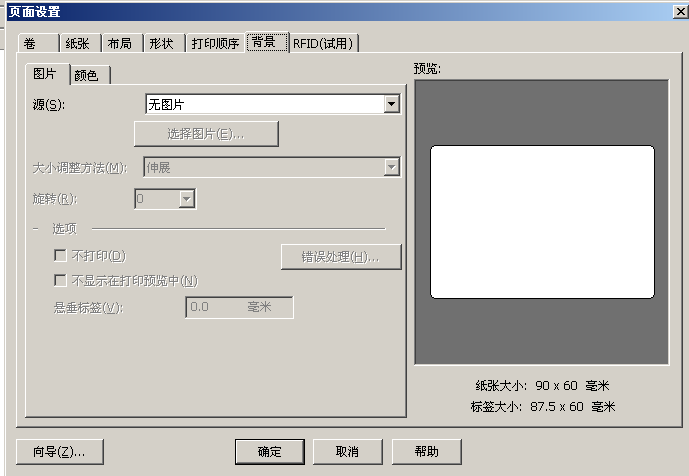 页面设置
卷 纸张 布局 形状 打印顺序 背景 RFID(试用)
图片 颜色
预览:
源(S): 无图片
选择图片(E)...
大小调整方法(M): 伸展
旋转(R): 0
- 选项
不打印(D)
错误处理(H)...
不显示在打印预览中(N)
悬垂标签(V): 0.0 毫米
纸张大小: 90 x 60 毫米
标签大小: 87.5 x 60 毫米
向导(Z)... 确定 取消 帮助